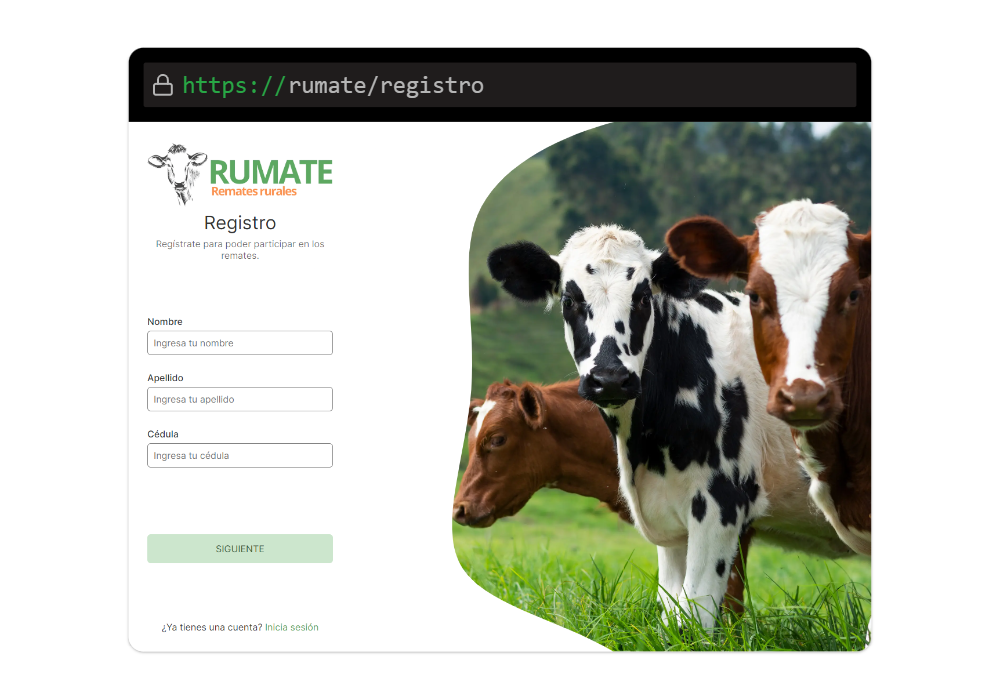 https://rumate/registro
RUMATE
Remates rurales
Registro
Regístrate para poder participar en los
remates.
Nombre
Ingresa tu nombre
Apellido
Ingresa tu apellido
Cédula
Ingresa tu cédula
SIGUIENTE
¿Ya tienes una cuenta? Inicia sesión